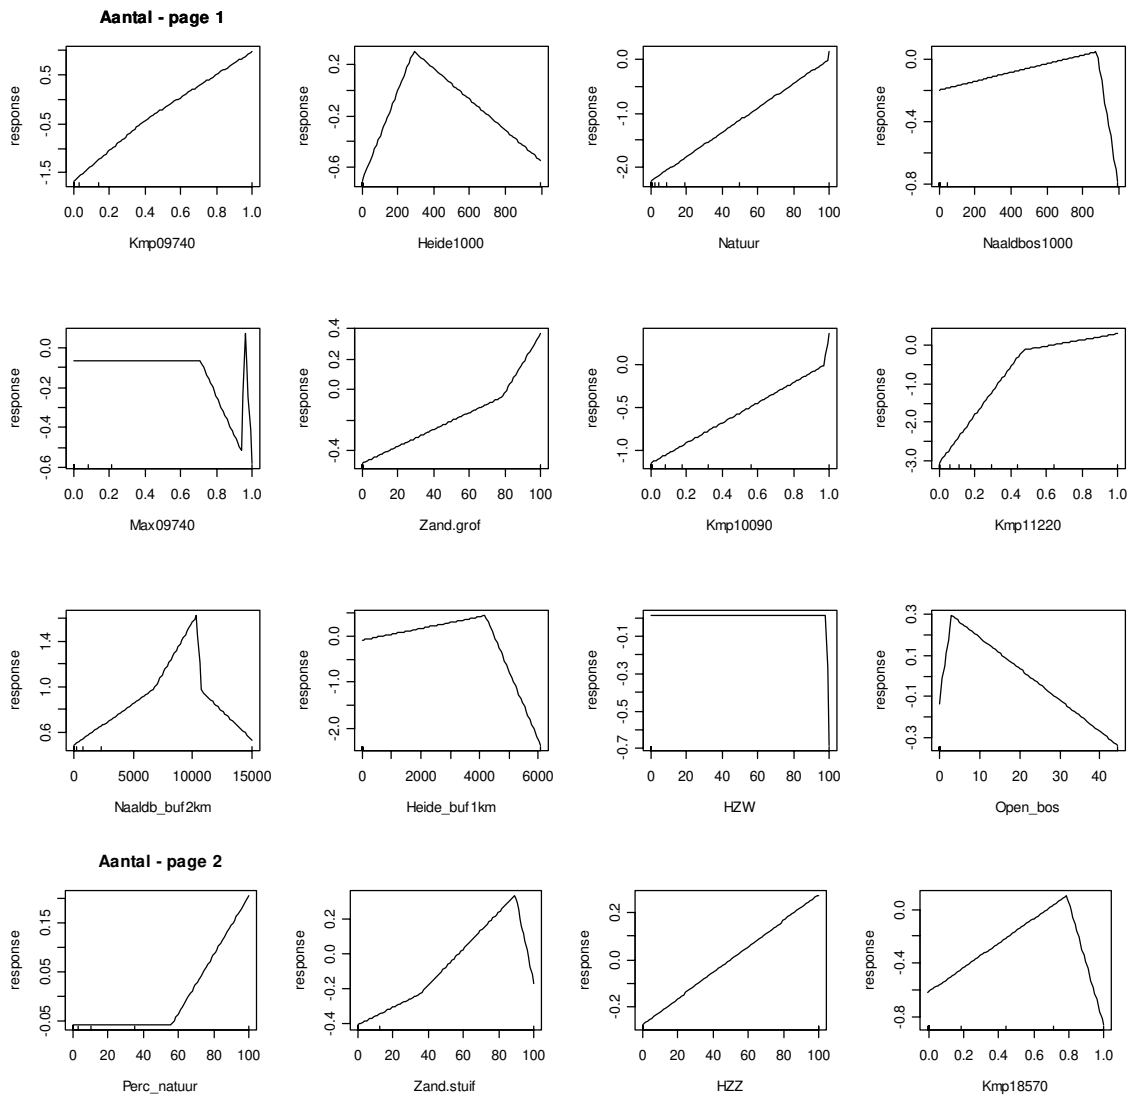 Aantal - page 1
response -1.5 -0.5 0.5
0.0 0.2 0.4 0.6 0.8 1.0
Kmp09740
response -0.6 -0.2 0.2
0 200 400 600 800
Heide1000
response -2.0 -1.0 0.0
0 20 40 60 80 100
Natuur
response -0.8 -0.4 0.0
0 200 400 600 800
Naaldbos1000
response -0.6 -0.4 -0.2 0.0
0.0 0.2 0.4 0.6 0.8 1.0
Max09740
response -0.4 0.0 0.2 0.4
0 20 40 60 80 100
Zand.grof
response -1.0 -0.5 0.0
0.0 0.2 0.4 0.6 0.8 1.0
Kmp10090
response -3.0 -2.0 -1.0 0.0
0.0 0.2 0.4 0.6 0.8 1.0
Kmp11220
response 0.6 1.0 1.4
0 5000 10000 15000
Naaldb_buf2km
response -2.0 -1.0 0.0
0 2000 4000 6000
Heide_buf1km
response -0.7 -0.5 -0.3 -0.1
0 20 40 60 80 100
HZW
response -0.3 -0.1 0.1 0.3
0 10 20 30 40
Open_bos
Aantal - page 2
response -0.05 0.05 0.15
0 20 40 60 80 100
Perc_natuur
response -0.4 -0.2 0.0 0.2
0 20 40 60 80 100
Zand.stuif
response -0.2 0.0 0.2
0 20 40 60 80 100
HZZ
response -0.8 -0.4 0.0
0.0 0.2 0.4 0.6 0.8 1.0
Kmp18570